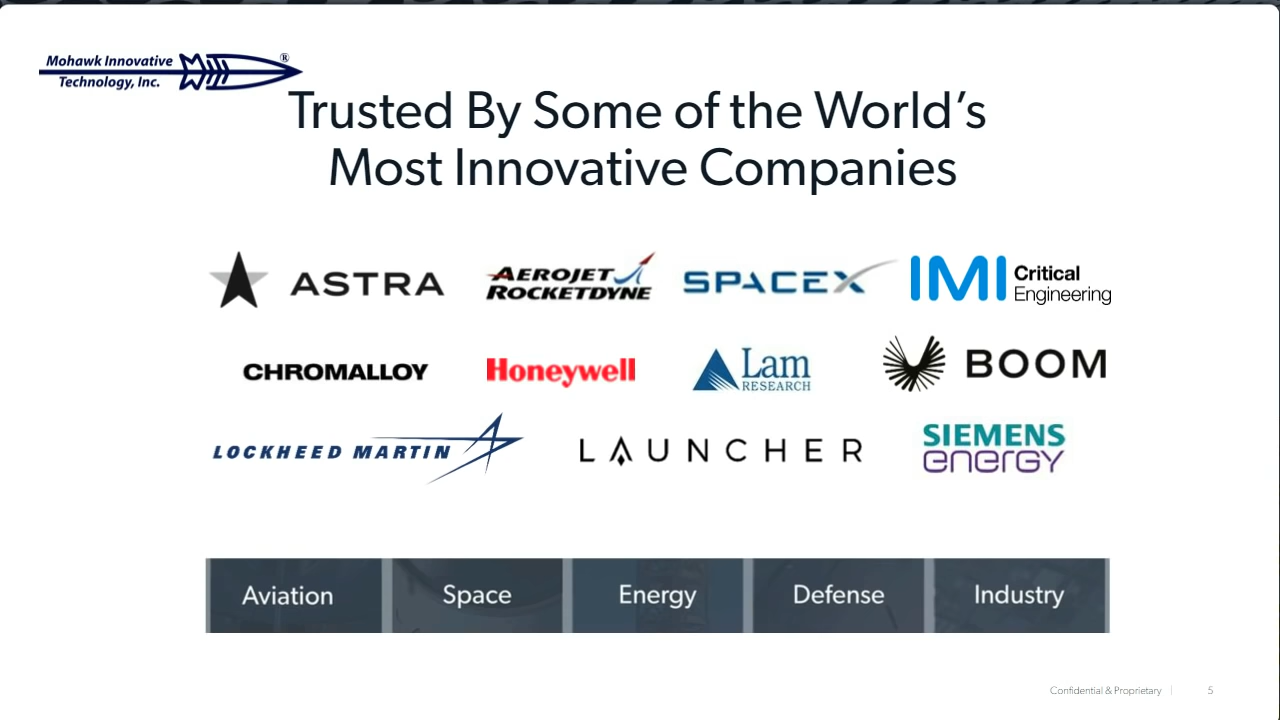 Mohawk Innovative
Technology, Inc.
®
Trusted By Some of the World's
Most Innovative Companies
ASTRA
AEROJET
ROCKETDYNE
SPACEX
IMI Critical
Engineering
CHROMALLOY
Honeywell
Lam
RESEARCH
BOOM
LOCKHEED MARTIN
LAUNCHER
SIEMENS
energy
Aviation
Space
Energy
Defense
Industry
Confidential & Proprietary | 5